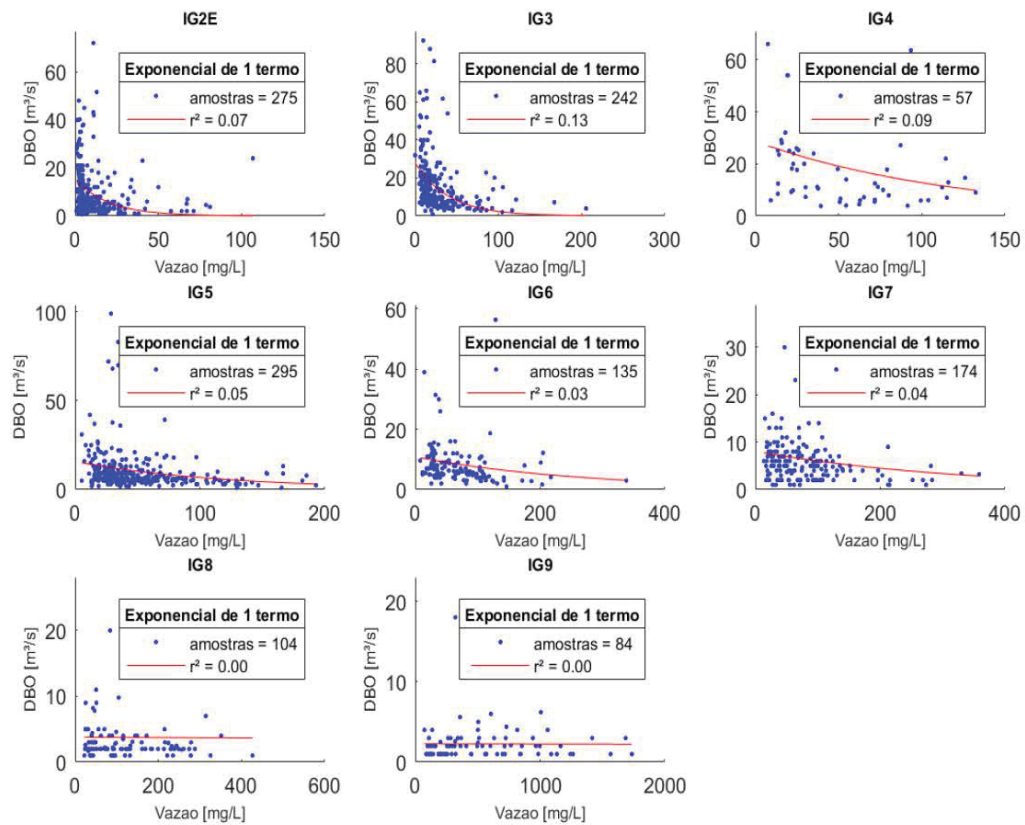 IG2E
Exponencial de 1 termo
amostras = 275
r² = 0.07
DBO [m³/s]
60
40
20
0
0
50
100
150
Vazao [mg/L]
IG3
Exponencial de 1 termo
amostras = 242
r² = 0.13
DBO [m³/s]
80
60
40
20
0
0
100
200
300
Vazao [mg/L]
IG4
Exponencial de 1 termo
amostras = 57
r² = 0.09
DBO [m³/s]
60
40
20
0
0
50
100
150
Vazao [mg/L]
IG5
Exponencial de 1 termo
amostras = 295
r² = 0.05
DBO [m³/s]
100
50
0
0
100
200
Vazao [mg/L]
IG6
Exponencial de 1 termo
amostras = 135
r² = 0.03
DBO [m³/s]
60
40
20
0
0
200
400
Vazao [mg/L]
IG7
Exponencial de 1 termo
amostras = 174
r² = 0.04
DBO [m³/s]
30
20
10
0
0
200
400
Vazao [mg/L]
IG8
Exponencial de 1 termo
amostras = 104
r² = 0.00
DBO [m³/s]
20
10
0
0
200
400
600
Vazao [mg/L]
IG9
Exponencial de 1 termo
amostras = 84
r² = 0.00
DBO [m³/s]
20
10
0
0
1000
2000
Vazao [mg/L]